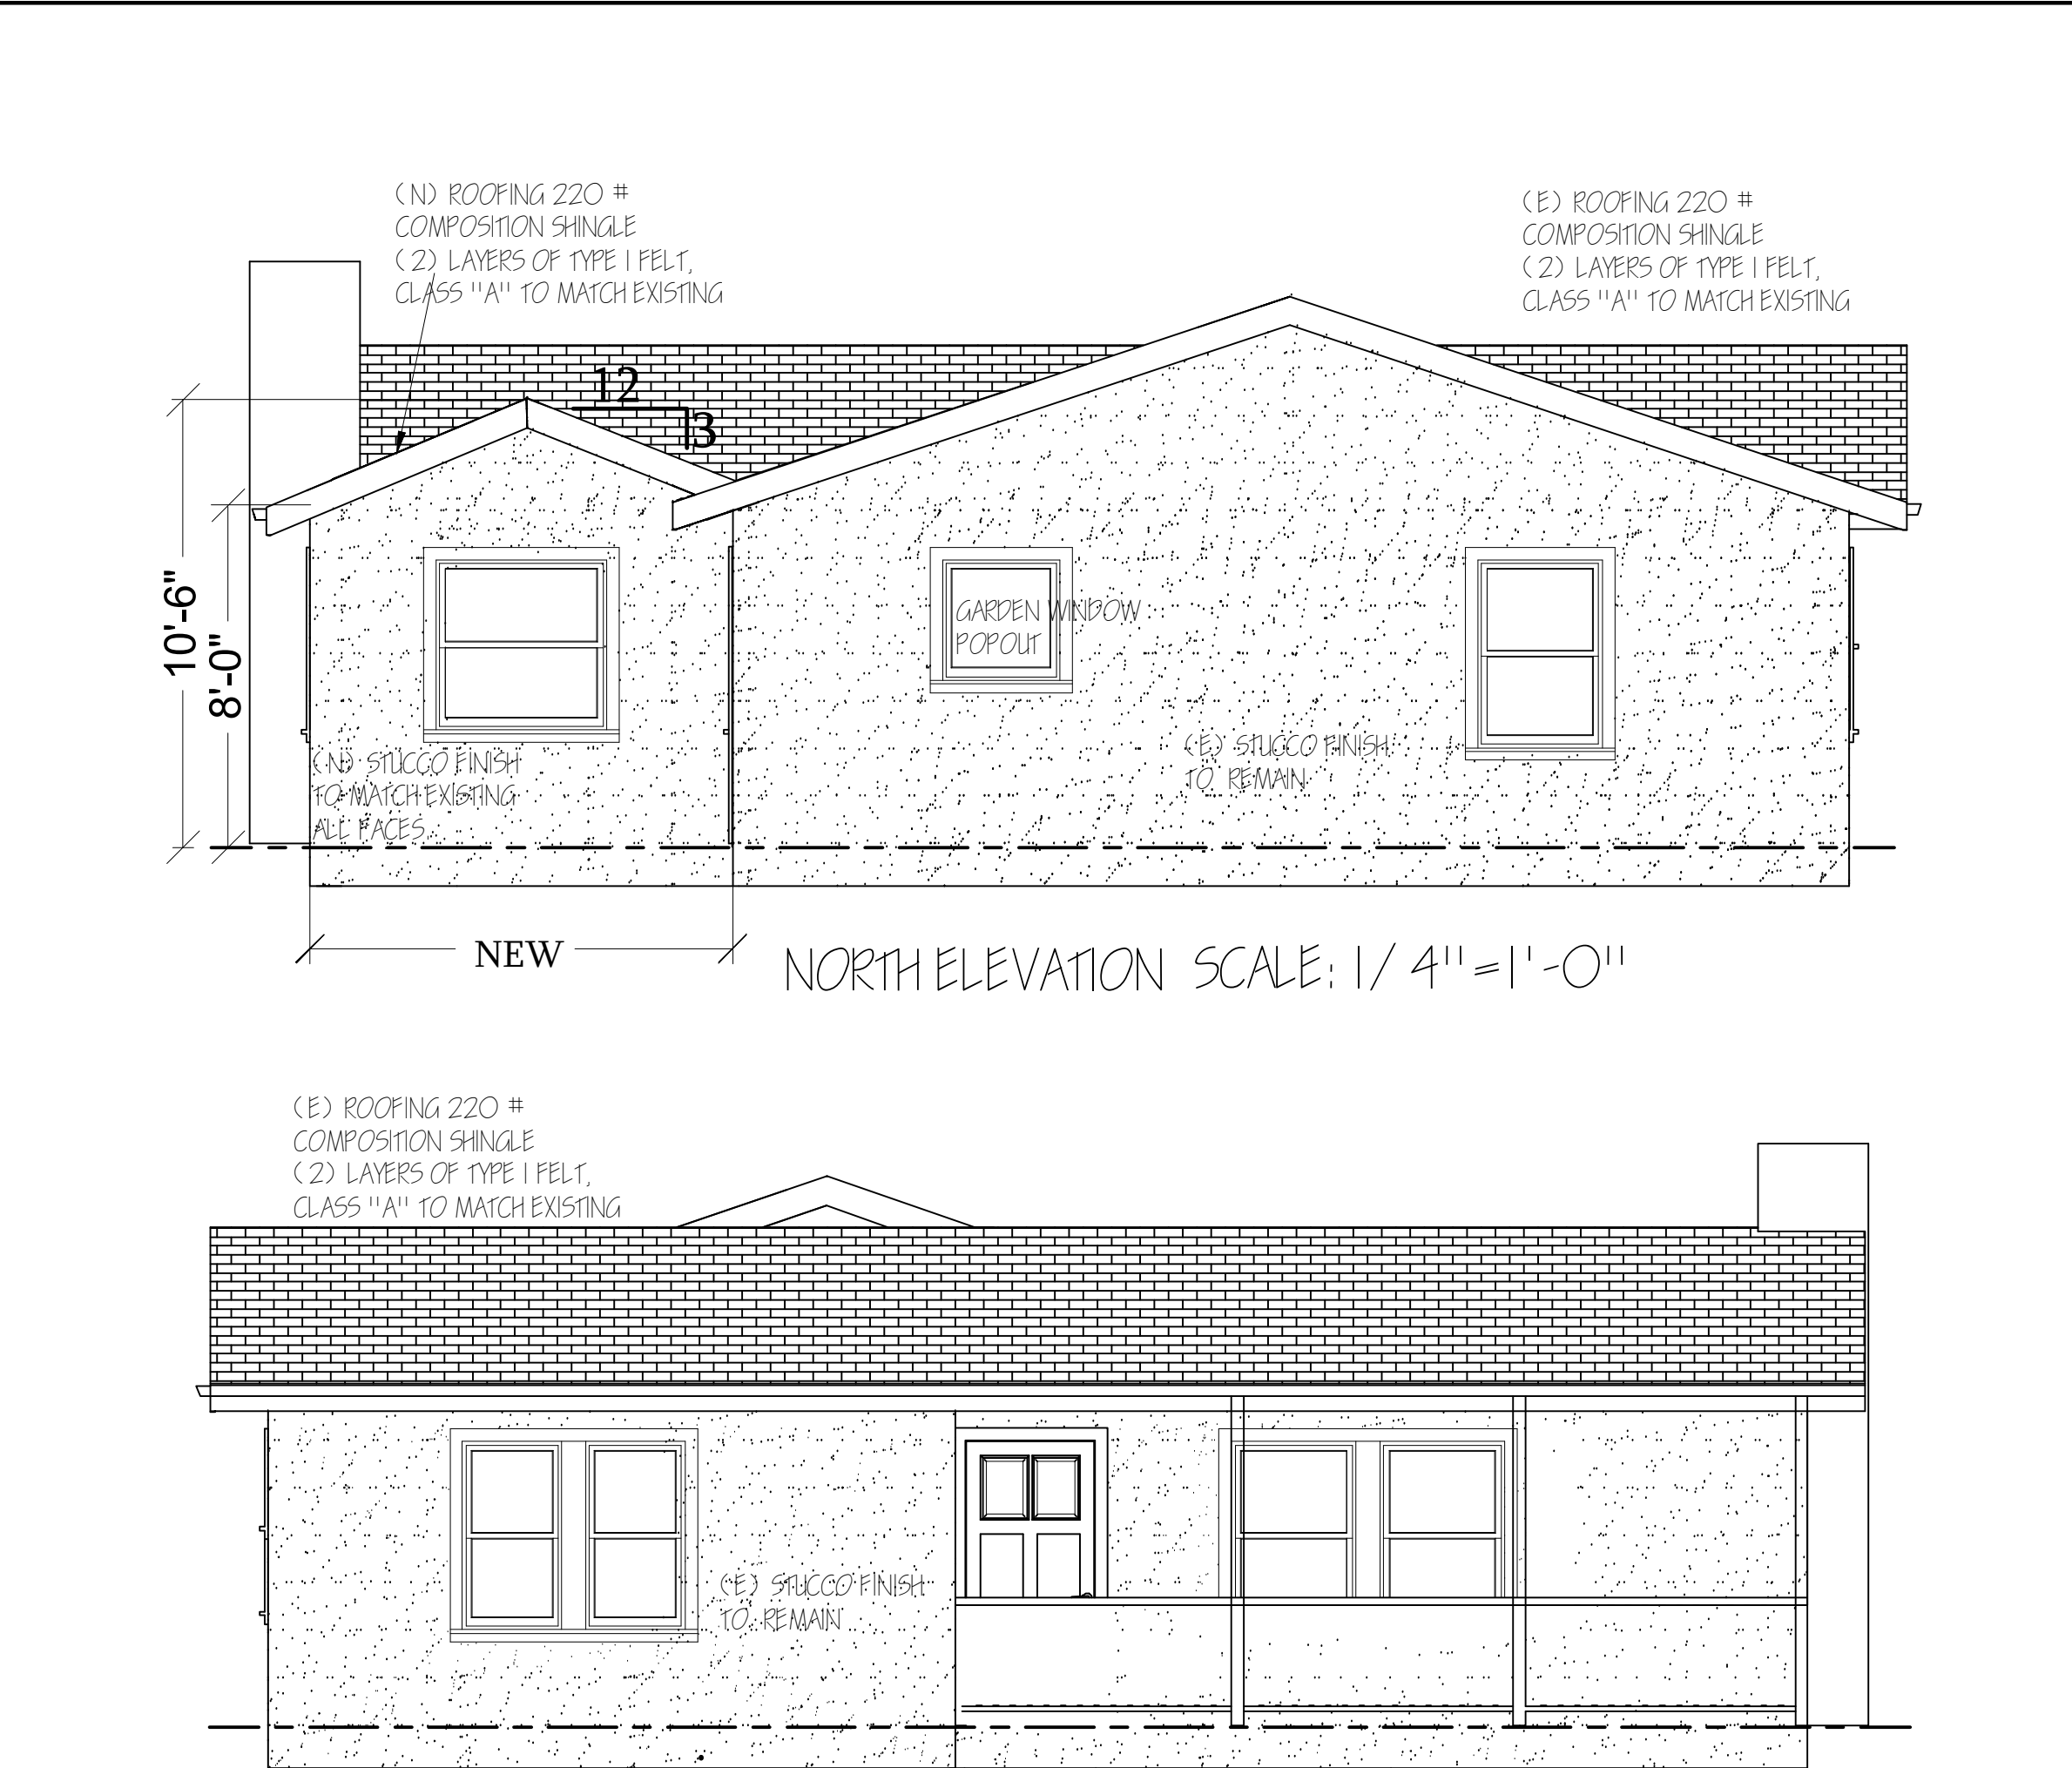 (N) ROOFING 220 #
COMPOSITION SHINGLE
(2) LAYERS OF TYPE I FELT,
CLASS "A" TO MATCH EXISTING
(E) ROOFING 220 #
COMPOSITION SHINGLE
(2) LAYERS OF TYPE I FELT,
CLASS "A" TO MATCH EXISTING
12
3
10'-6"
8'-0"
GARDEN WINDOW
POPOUT
(N) STUCCO FINISH
TO MATCH EXISTING
ALL FACES
(E) STUCCO FINISH
TO REMAIN
NEW
NORTH ELEVATION SCALE: 1/4"=1'-0"
(E) ROOFING 220 #
COMPOSITION SHINGLE
(2) LAYERS OF TYPE I FELT,
CLASS "A" TO MATCH EXISTING
(E) STUCCO FINISH
TO REMAIN